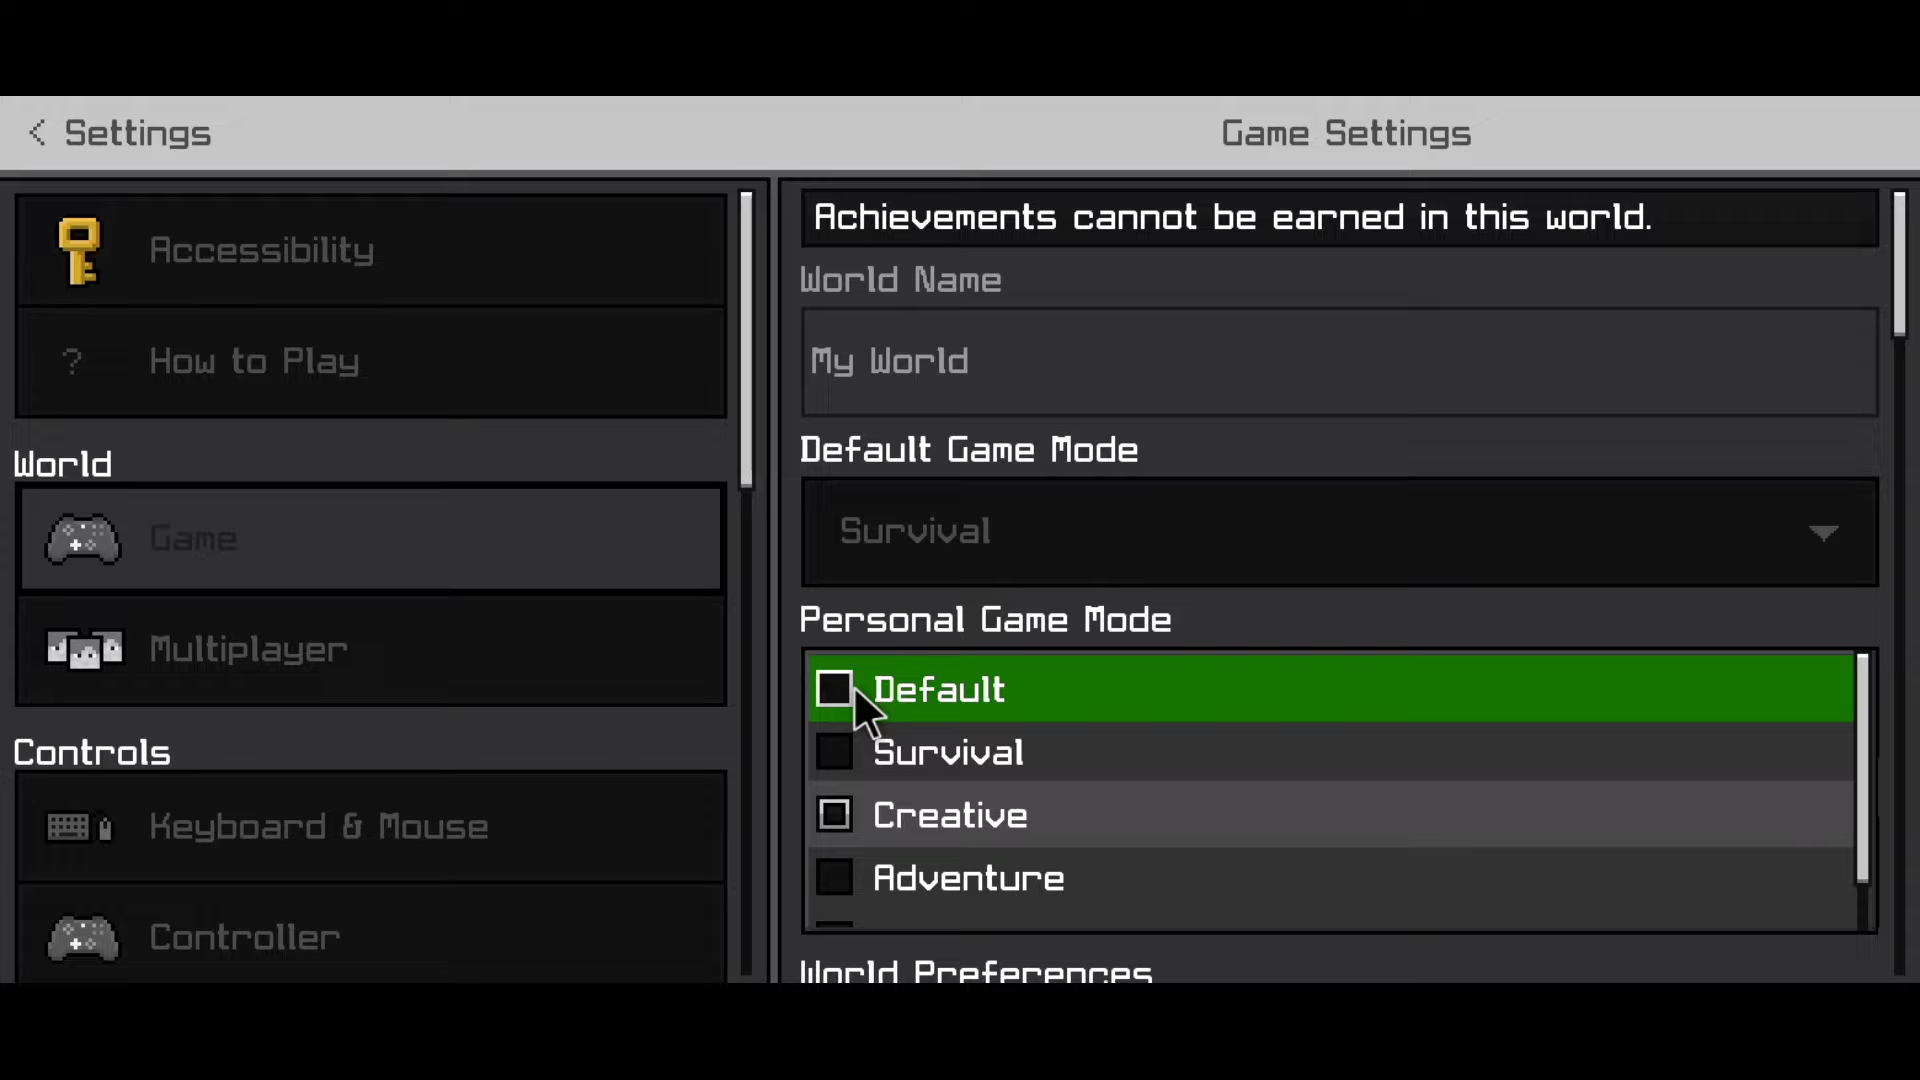 < Settings
Game Settings
Accessibility
? How to Play
World
Game
Multiplayer
Controls
Keyboard & Mouse
Controller
Achievements cannot be earned in this world.
World Name
My World
Default Game Mode
Survival
Personal Game Mode
Default
Survival
Creative
Adventure
World Preferences